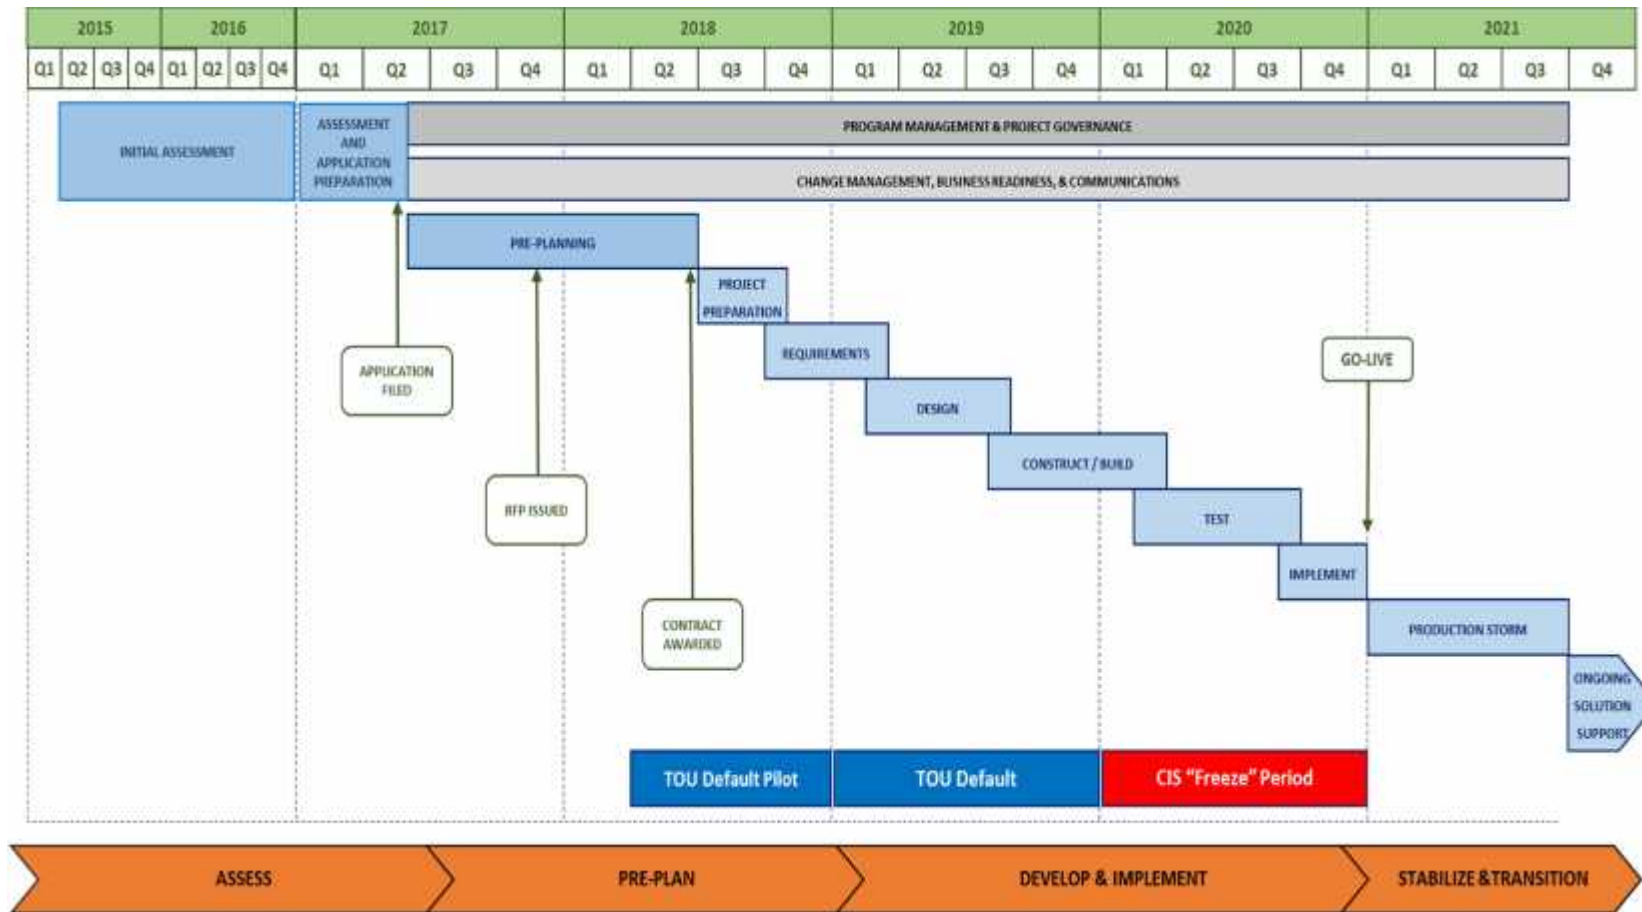 2015 2016 2017 2018 2019 2020 2021
Q1 Q2 Q3 Q4 Q1 Q2 Q3 Q4 Q1 Q2 Q3 Q4 Q1 Q2 Q3 Q4 Q1 Q2 Q3 Q4 Q1 Q2 Q3 Q4 Q1 Q2 Q3 Q4
INITIAL ASSESSMENT
ASSESSMENT
AND
APPLICATION
PREPARATION
PROGRAM MANAGEMENT & PROJECT GOVERNANCE
CHANGE MANAGEMENT, BUSINESS READINESS, & COMMUNICATIONS
PRE-PLANNING
PROJECT
PREPARATION
REQUIREMENTS
GO-LIVE
APPLICATION
FILED
DESIGN
CONSTRUCT / BUILD
RFP ISSUED
TEST
IMPLEMENT
CONTRACT
AWARDED
PRODUCTION STORM
ONGOING
SOLUTION
SUPPORT
TOU Default Pilot
TOU Default
CIS "Freeze" Period
ASSESS
PRE-PLAN
DEVELOP & IMPLEMENT
STABILIZE &TRANSITION